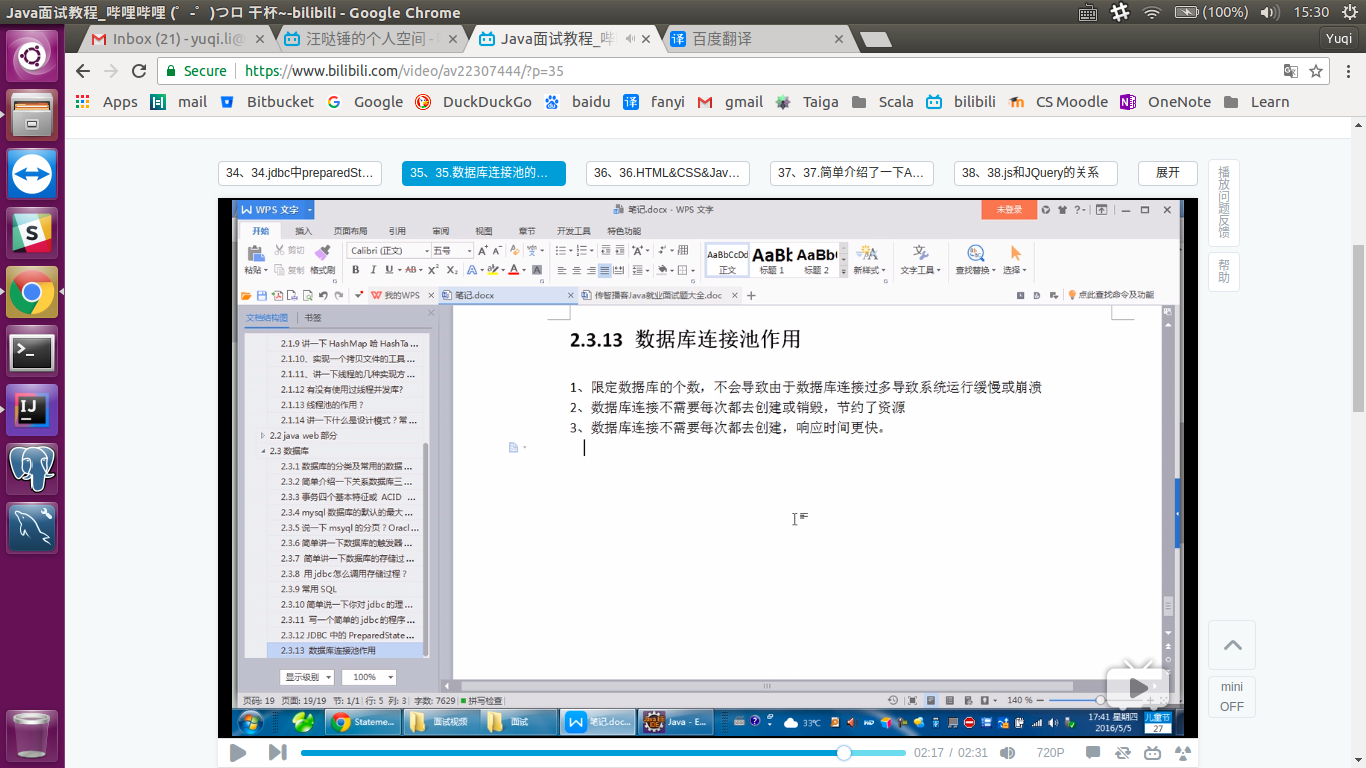 Java面试教程_哔哩哔哩 (゜-゜)つロ 干杯~-bilibili - Google Chrome
(100%)
15:30
Inbox (21) - yuqi.li@
汪哒锤的个人空间 -
Java面试教程_哔
百度翻译
Yuqi
Secure
https://www.bilibili.com/video/av22307444/?p=35
Apps
mail
Bitbucket
Google
DuckDuckGo
baidu
fanyi
gmail
Taiga
Scala
bilibili
CS Moodle
OneNote
Learn
34、34.jdbc中preparedSt...
35、35.数据库连接池的...
36、36.HTML&CSS&Jav...
37、37.简单介绍了一下A...
38、38.js和JQuery的关系
展开
播放问题反馈
帮助
WPS 文字
笔记.docx - WPS 文字
未登录
开始
插入
页面布局
引用
审阅
视图
章节
开发工具
特色功能
粘贴
剪切
复制
格式刷
Calibri (正文)
五号
AaBbCcDd
正文
AaBb
标题 1
AaBb(
标题 2
新样式
文字工具
查找替换
选择
我的WPS
笔记.docx
传智播客Java就业面试题大全.doc
点此查找命令及功能
文档结构图
书签
2.1.9 讲一下 HashMap 哈 HashTa...
2.1.10、实现一个拷贝文件的工具...
2.1.11、讲一下线程的几种实现方...
2.1.12 有没有使用过线程并发库?
2.1.13 线程池的作用?
2.1.14 讲一下什么是设计模式?常...
2.2 java web 部分
2.3 数据库
2.3.1 数据库的分类及常用的数据...
2.3.2 简单介绍一下关系数据库三...
2.3.3 事务四个基本特征或 ACID ...
2.3.4 mysql 数据库的默认的最大...
2.3.5 说一下 msyql 的分页?Oracl...
2.3.6 简单讲一下数据库的触发器...
2.3.7 简单讲一下数据库的存储过...
2.3.8 用 jdbc 怎么调用存储过程?
2.3.9 常用 SQL
2.3.10 简单说一下你对 jdbc 的理...
2.3.11 写一个简单的 jdbc 的程序...
2.3.12 JDBC 中的 PreparedState...
2.3.13 数据库连接池作用
显示级别
100%
2.3.13 数据库连接池作用
1、限定数据库的个数，不会导致由于数据库连接过多导致系统运行缓慢或崩溃
2、数据库连接不需要每次都去创建或销毁，节约了资源
3、数据库连接不需要每次都去创建，响应时间更快。
页码: 19 页面: 19/19 节: 1/1 行: 5 列: 3 字数: 7629 拼写检查
140 %
Stateme...
面试视频
面试
笔记.doc...
Java - E...
33℃
17:41 星期四
2016/5/5
儿童节
27
mini
OFF
02:17 / 02:31
720P